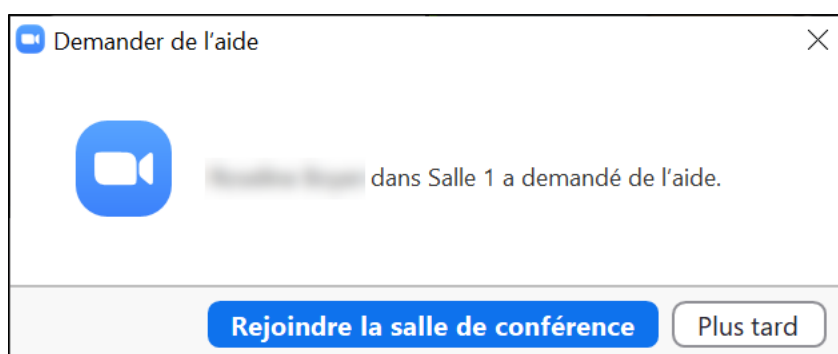 Demander de l'aide
dans Salle 1 a demandé de l'aide.
Rejoindre la salle de conférence
Plus tard